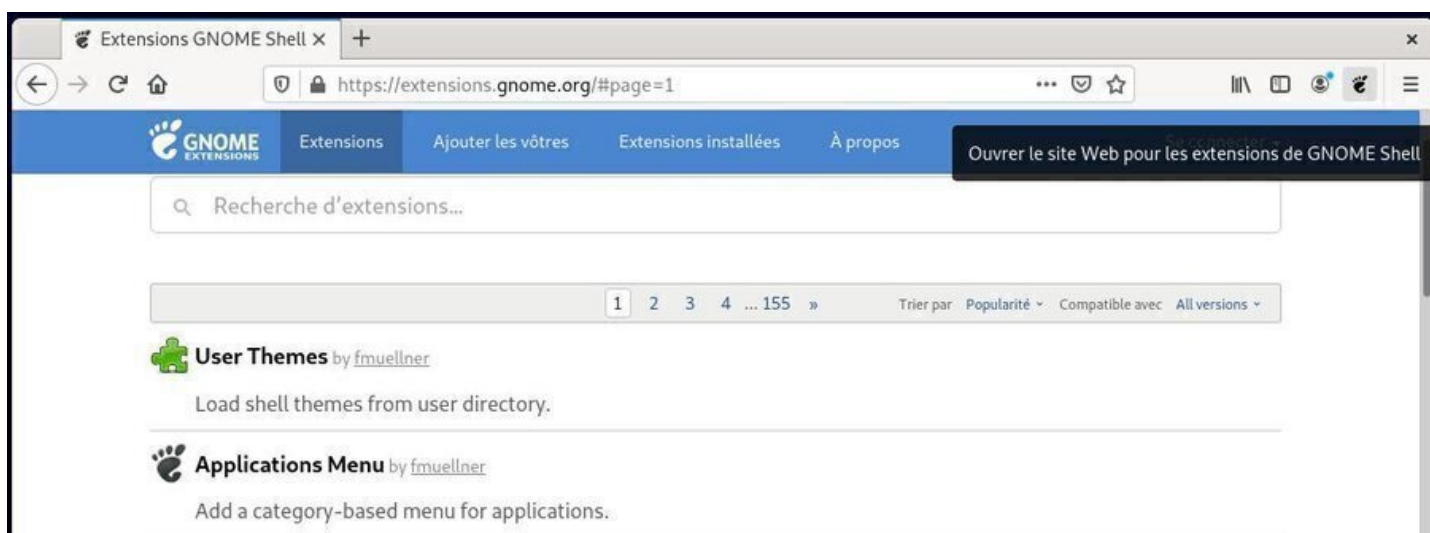 Extensions GNOME Shell
https://extensions.gnome.org/#page=1
GNOME EXTENSIONS Extensions Ajouter les vôtres Extensions installées À propos Se connecter
Ouvrer le site Web pour les extensions de GNOME Shell
Recherche d'extensions...
1 2 3 4 ... 155 » Trier par Popularité Compatible avec All versions
User Themes by fmuellner
Load shell themes from user directory.
Applications Menu by fmuellner
Add a category-based menu for applications.